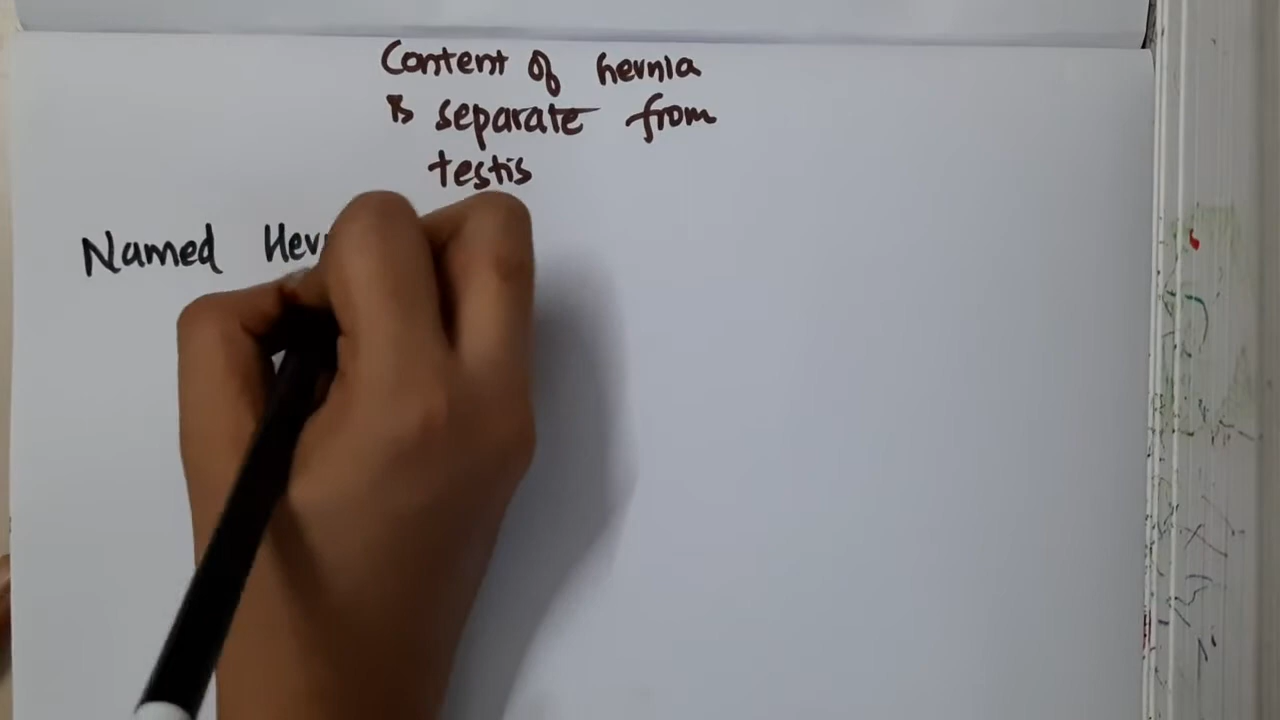 Content of hernia
is separate from
testis
Named Her